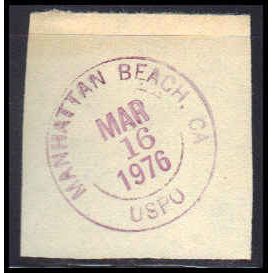 MANHATTAN BEACH, CA
MAR
16
1976
USPO